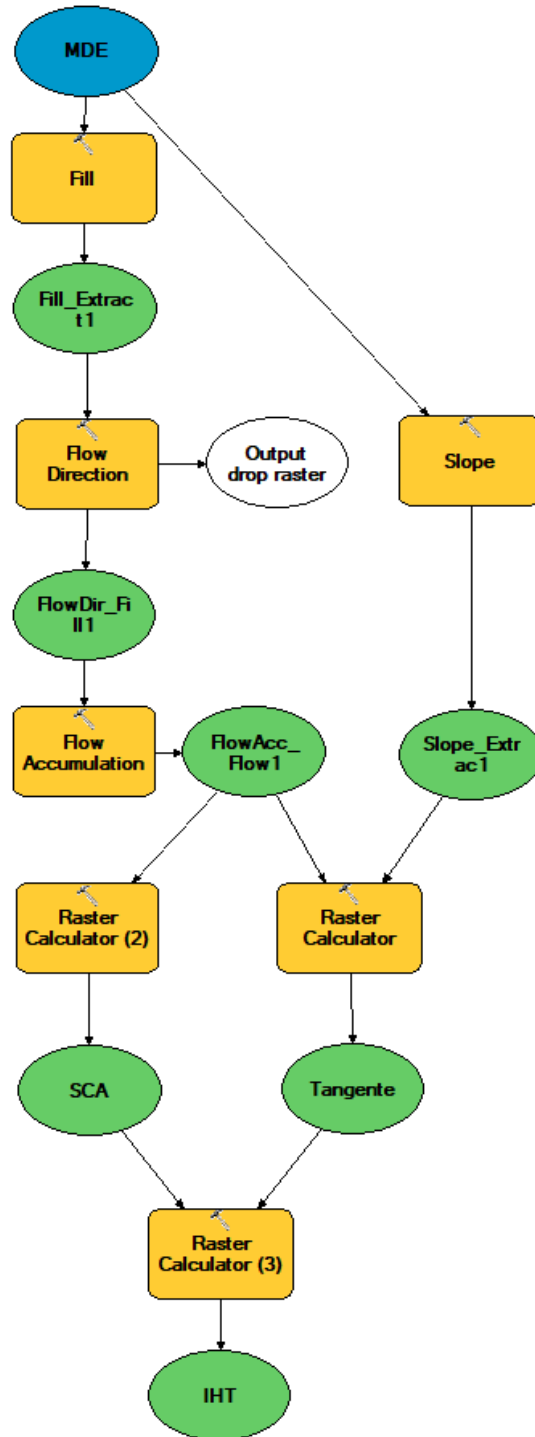 MDE
Fill
Fill_Extrac
t1
Flow
Direction
Output
drop raster
Slope
FlowDir_Fi
ll1
Flow
Accumulation
FlowAcc_
Flow1
Slope_Extr
ac1
Raster
Calculator (2)
Raster
Calculator
SCA
Tangente
Raster
Calculator (3)
IHT